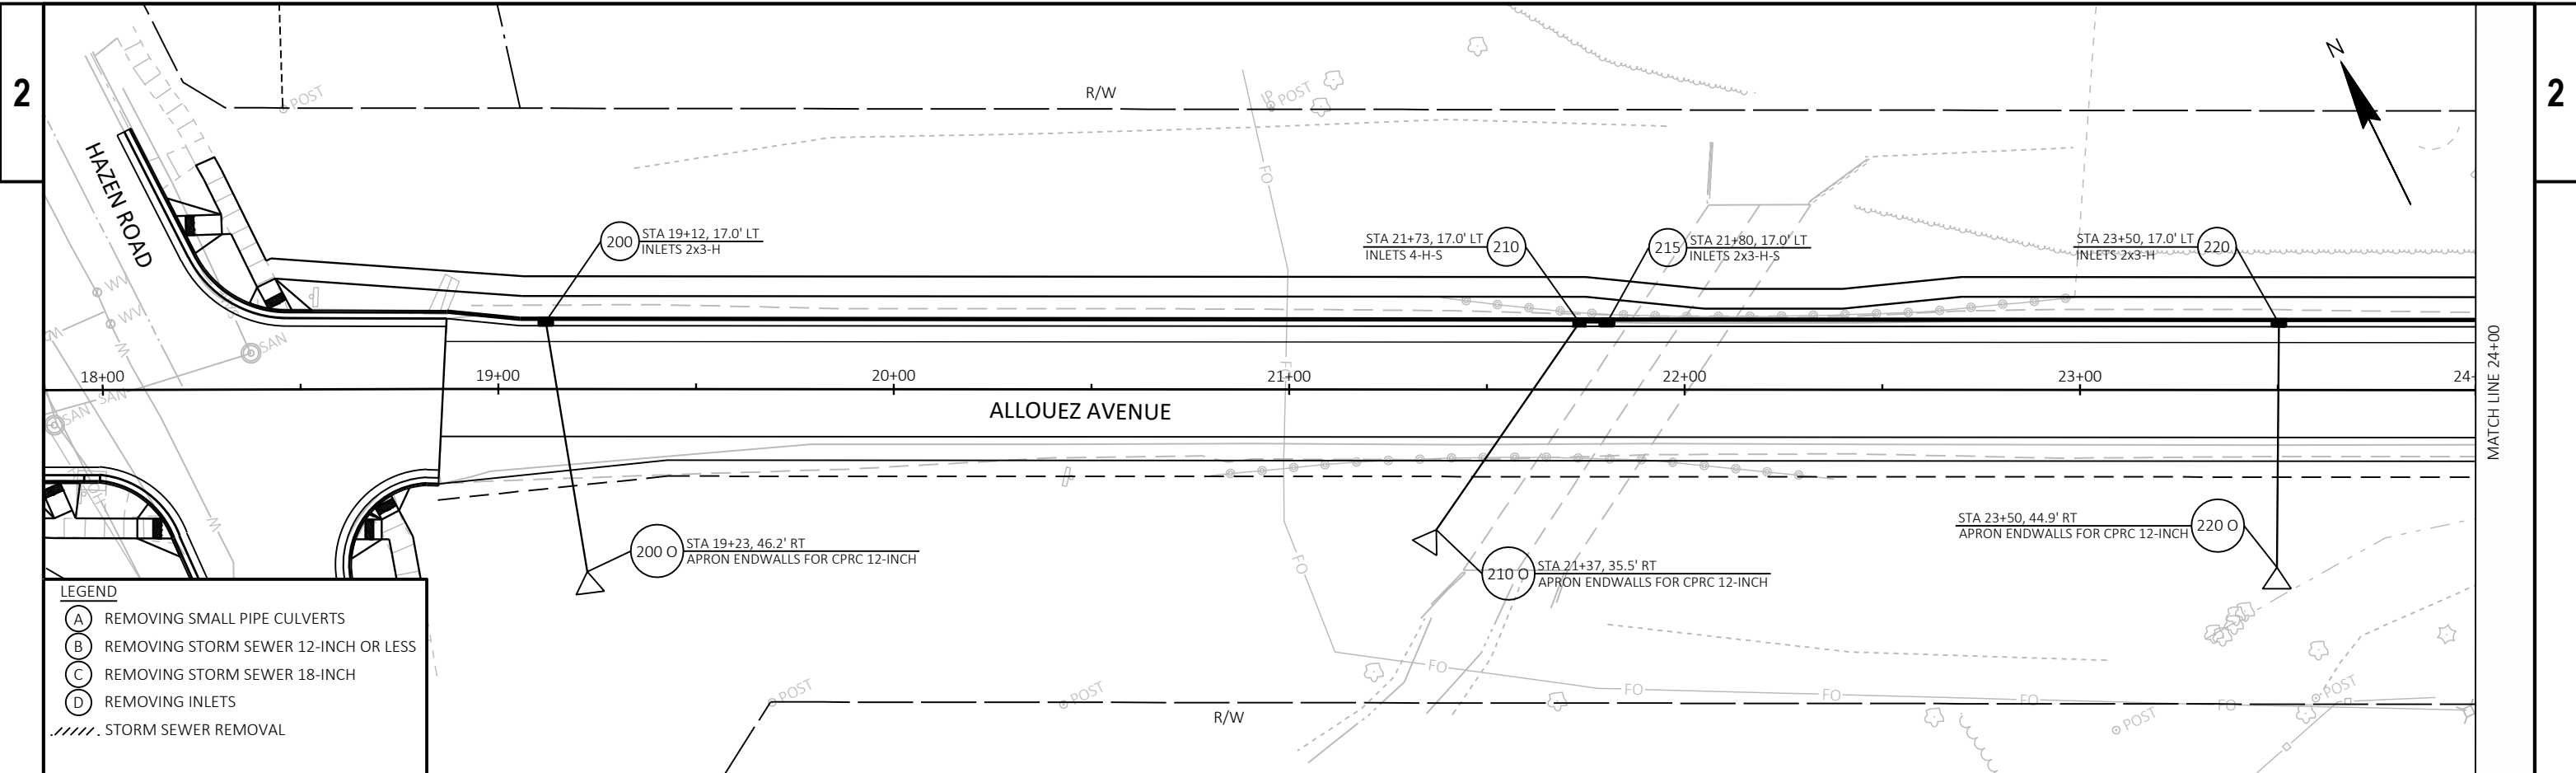 2
2
N
POST
R/W
IP
POST
HAZEN ROAD
FO
200
STA 19+12, 17.0' LT
INLETS 2x3-H
STA 21+73, 17.0' LT
INLETS 4-H-S
210
215
STA 21+80, 17.0' LT
INLETS 2x3-H-S
STA 23+50, 17.0' LT
INLETS 2x3-H
220
WV
WV
W
W
SAN
FO
18+00
19+00
20+00
21+00
22+00
23+00
24+
MATCH LINE 24+00
SAN
SAN
ALLOUEZ AVENUE
W
200 O
STA 19+23, 46.2' RT
APRON ENDWALLS FOR CPRC 12-INCH
FO
210 O
STA 21+37, 35.5' RT
APRON ENDWALLS FOR CPRC 12-INCH
STA 23+50, 44.9' RT
APRON ENDWALLS FOR CPRC 12-INCH
220 O
LEGEND
A REMOVING SMALL PIPE CULVERTS
B REMOVING STORM SEWER 12-INCH OR LESS
C REMOVING STORM SEWER 18-INCH
D REMOVING INLETS
STORM SEWER REMOVAL
POST
POST
R/W
FO
FO
FO
FO
FO
POST
POST